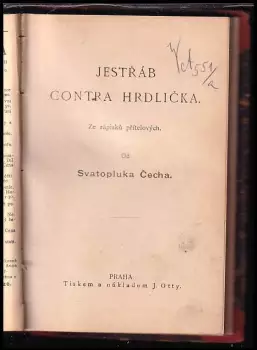 JESTŘÁB
CONTRA HRDLIČKA.
Ze zápisků přítelových.
Od
Svatopluka Čecha.
PRAHA
Tiskem a nákladem J. Otty.